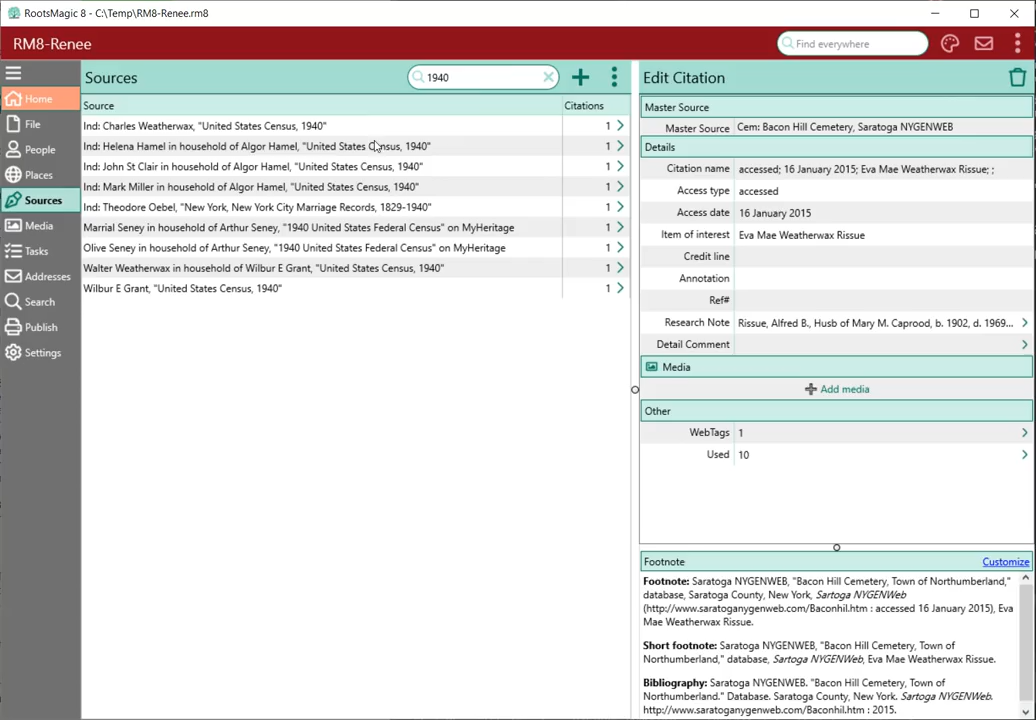 RootsMagic 8 - C:\Temp\RM8-Renee.rm8
RM8-Renee
Find everywhere
Home
File
People
Places
Sources
Media
Tasks
Addresses
Search
Publish
Settings
Sources
1940
Source Citations
Ind: Charles Weatherwax, "United States Census, 1940" 1
Ind: Helena Hamel in household of Algor Hamel, "United States Census, 1940" 1
Ind: John St Clair in household of Algor Hamel, "United States Census, 1940" 1
Ind: Mark Miller in household of Algor Hamel, "United States Census, 1940" 1
Ind: Theodore Oebel, "New York, New York City Marriage Records, 1829-1940" 1
Marrial Seney in household of Arthur Seney, "1940 United States Federal Census" on MyHeritage 1
Olive Seney in household of Arthur Seney, "1940 United States Federal Census" on MyHeritage 1
Walter Weatherwax in household of Wilbur E Grant, "United States Census, 1940" 1
Wilbur E Grant, "United States Census, 1940" 1
Edit Citation
Master Source
Master Source Cem: Bacon Hill Cemetery, Saratoga NYGENWEB
Details
Citation name accessed; 16 January 2015; Eva Mae Weatherwax Rissue; ;
Access type accessed
Access date 16 January 2015
Item of interest Eva Mae Weatherwax Rissue
Credit line
Annotation
Ref#
Research Note Rissue, Alfred B., Husb of Mary M. Caprood, b. 1902, d. 1969...
Detail Comment
Media
Add media
Other
WebTags 1
Used 10
Footnote Customize
Footnote: Saratoga NYGENWEB, "Bacon Hill Cemetery, Town of Northumberland,"
database, Saratoga County, New York, Sartoga NYGENWeb
(http://www.saratoganygenweb.com/Baconhil.htm : accessed 16 January 2015), Eva
Mae Weatherwax Rissue.
Short footnote: Saratoga NYGENWEB, "Bacon Hill Cemetery, Town of
Northumberland," database, Sartoga NYGENWeb, Eva Mae Weatherwax Rissue.
Bibliography: Saratoga NYGENWEB. "Bacon Hill Cemetery, Town of
Northumberland." Database. Saratoga County, New York. Sartoga NYGENWeb.
http://www.saratoganygenweb.com/Baconhil.htm : 2015.